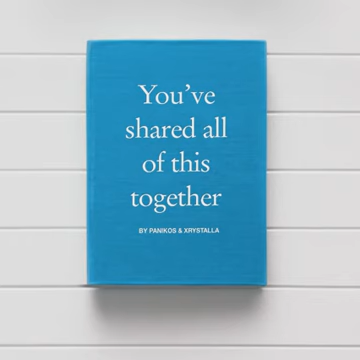 You’ve
shared all
of this
together
BY PANIKOS & XRYSTALLA